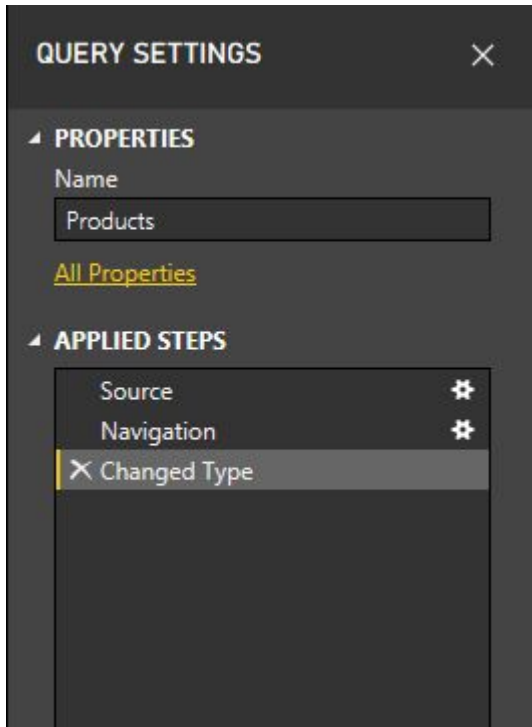 QUERY SETTINGS
PROPERTIES
Name
Products
All Properties
APPLIED STEPS
Source
Navigation
Changed Type